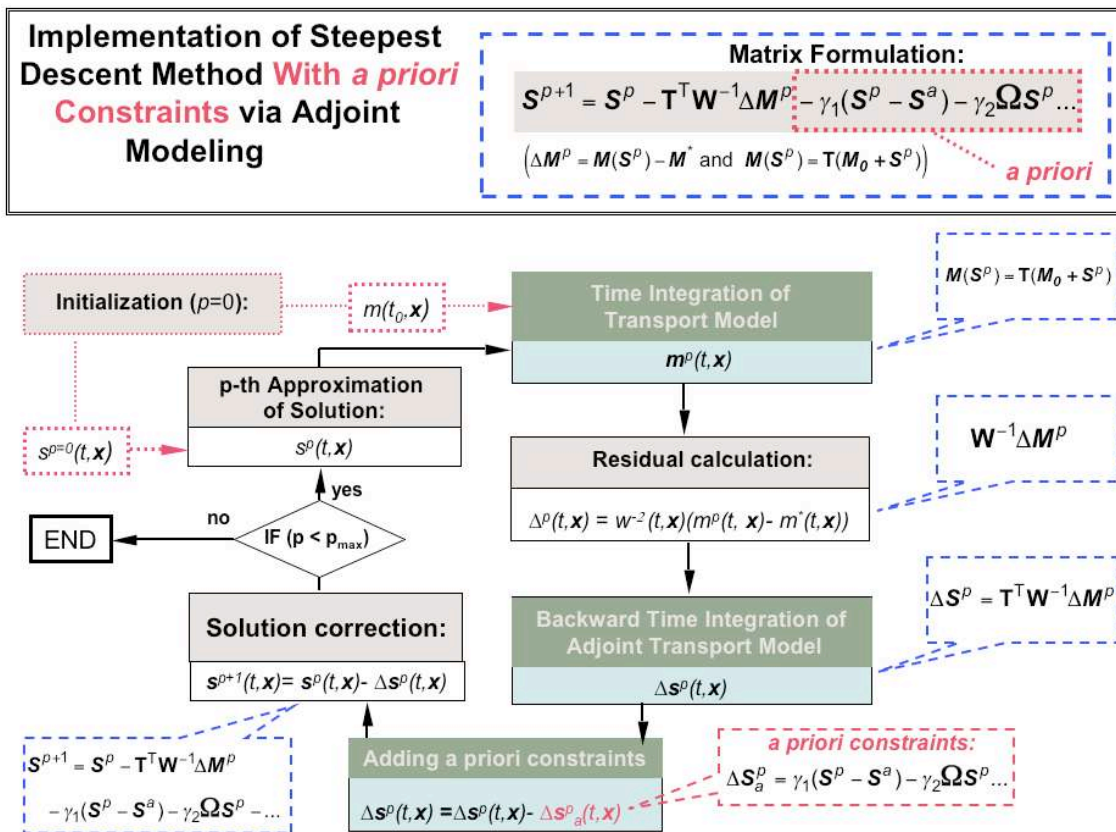 Implementation of Steepest
Descent Method With a priori
Constraints via Adjoint
Modeling
Matrix Formulation:
S^{p+1} = S^p − T^T W^{−1} ΔM^p − γ₁(S^p − S^a) − γ₂ΩS^p ...
(ΔM^p = M(S^p) − M^* and M(S^p) = T(M₀ + S^p))
a priori
M(S^p) = T(M₀ + S^p)
Initialization (p=0):
m(t₀,x)
Time Integration of
Transport Model
m^p(t,x)
p-th Approximation
of Solution:
s^p(t,x)
s^{p=0}(t,x)
W^{−1}ΔM^p
Residual calculation:
Δ^p(t,x) = w^{-2}(t,x)(m^p(t, x)- m^*(t,x))
yes
no
IF (p < p_{max})
END
ΔS^p = T^T W^{−1} ΔM^p
Backward Time Integration of
Adjoint Transport Model
Δs^p(t,x)
Solution correction:
s^{p+1}(t,x)= s^p(t,x)- Δs^p(t,x)
S^{p+1} = S^p − T^T W^{−1} ΔM^p
− γ₁(S^p − S^a) − γ₂ΩS^p − ...
Adding a priori constraints
Δs^p(t,x) =Δs^p(t,x)- Δs^p_a(t,x)
a priori constraints:
ΔS^p_a = γ₁(S^p − S^a) − γ₂ΩS^p...